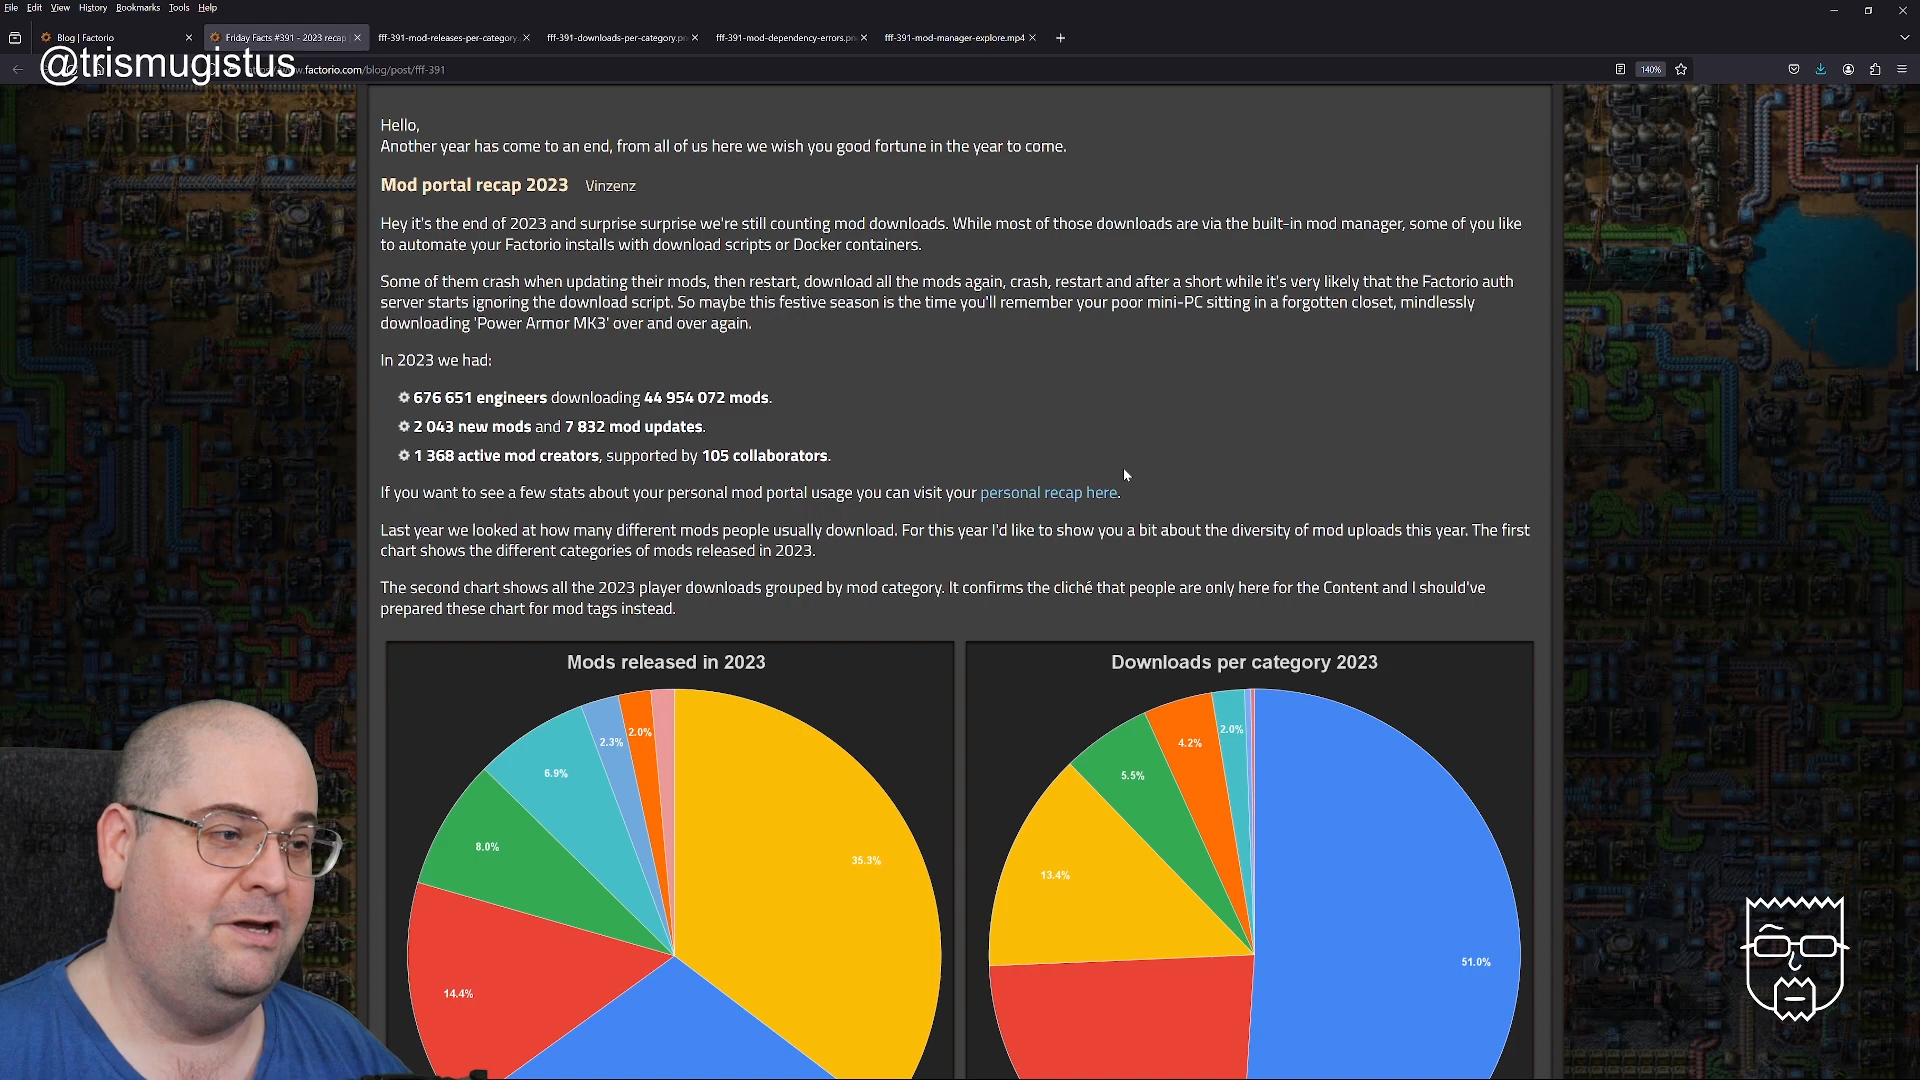 File Edit View History Bookmarks Tools Help
Blog | Factorio
Friday Facts #391 - 2023 recap
fff-391-mod-releases-per-category.
fff-391-downloads-per-category.pn
fff-391-mod-dependency-errors.pn
fff-391-mod-manager-explore.mp4
@trismugistus
factorio.com/blog/post/fff-391
140%
Hello,
Another year has come to an end, from all of us here we wish you good fortune in the year to come.
Mod portal recap 2023 Vinzenz
Hey it's the end of 2023 and surprise surprise we're still counting mod downloads. While most of those downloads are via the built-in mod manager, some of you like
to automate your Factorio installs with download scripts or Docker containers.
Some of them crash when updating their mods, then restart, download all the mods again, crash, restart and after a short while it's very likely that the Factorio auth
server starts ignoring the download script. So maybe this festive season is the time you'll remember your poor mini-PC sitting in a forgotten closet, mindlessly
downloading 'Power Armor MK3' over and over again.
In 2023 we had:
676 651 engineers downloading 44 954 072 mods.
2 043 new mods and 7 832 mod updates.
1 368 active mod creators, supported by 105 collaborators.
If you want to see a few stats about your personal mod portal usage you can visit your personal recap here.
Last year we looked at how many different mods people usually download. For this year I'd like to show you a bit about the diversity of mod uploads this year. The first
chart shows the different categories of mods released in 2023.
The second chart shows all the 2023 player downloads grouped by mod category. It confirms the cliché that people are only here for the Content and I should've
prepared these chart for mod tags instead.
Mods released in 2023
2.0%
2.3%
6.9%
8.0%
35.3%
14.4%
Downloads per category 2023
2.0%
4.2%
5.5%
13.4%
51.0%